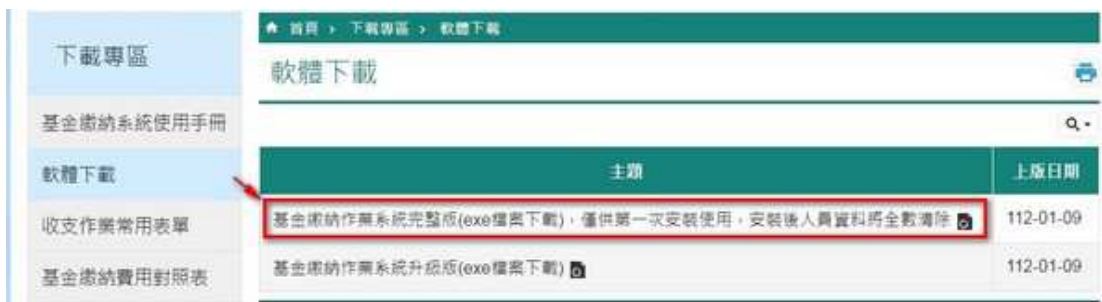 下載專區
基金繳納系統使用手冊
軟體下載
收支作業常用表單
基金繳納費用對照表
首頁 › 下載專區 › 軟體下載
軟體下載
主題
上版日期
基金繳納作業系統完整版(exe檔案下載)，僅供第一次安裝使用，安裝後人員資料將全數清除
112-01-09
基金繳納作業系統升級版(exe檔案下載)
112-01-09